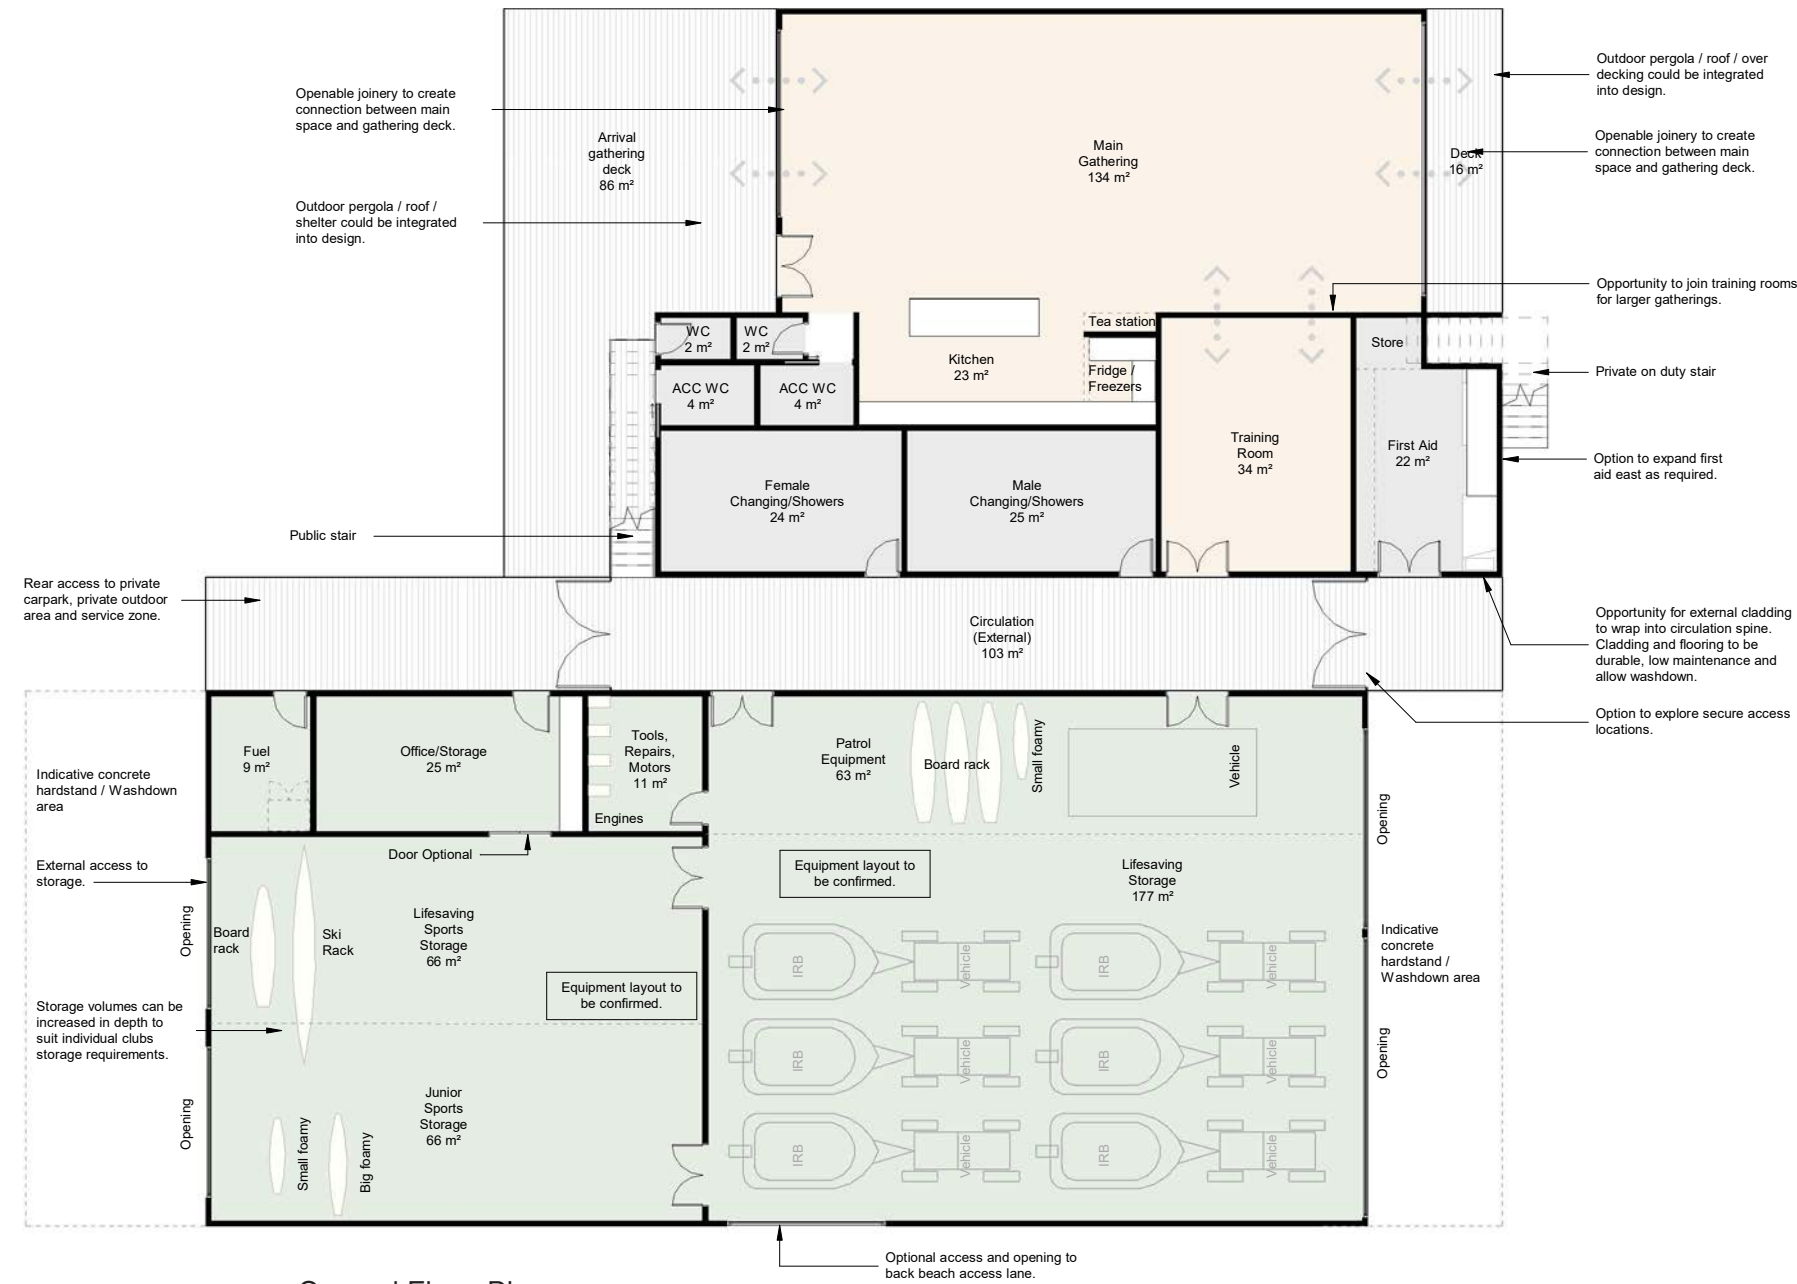 Openable joinery to create
connection between main
space and gathering deck.
Outdoor pergola / roof /
shelter could be integrated
into design.
Arrival
gathering
deck
86 m²
Main
Gathering
134 m²
Deck
16 m²
Outdoor pergola / roof / over
decking could be integrated
into design.
Openable joinery to create
connection between main
space and gathering deck.
Opportunity to join training rooms
for larger gatherings.
Private on duty stair
Option to expand first
aid east as required.
WC
2 m²
WC
2 m²
ACC WC
4 m²
ACC WC
4 m²
Kitchen
23 m²
Tea station
Fridge /
Freezers
Store
Training
Room
34 m²
First Aid
22 m²
Female
Changing/Showers
24 m²
Male
Changing/Showers
25 m²
Public stair
Rear access to private
carpark, private outdoor
area and service zone.
Circulation
(External)
103 m²
Opportunity for external cladding
to wrap into circulation spine.
Cladding and flooring to be
durable, low maintenance and
allow washdown.
Option to explore secure access
locations.
Indicative concrete
hardstand / Washdown
area
Fuel
9 m²
Office/Storage
25 m²
Tools,
Repairs,
Motors
11 m²
Engines
Patrol
Equipment
63 m²
Board rack
Small foamy
Vehicle
Opening
Door Optional
External access to
storage.
Opening
Board
rack
Ski
Rack
Lifesaving
Sports
Storage
66 m²
Equipment layout to
be confirmed.
Equipment layout to
be confirmed.
Lifesaving
Storage
177 m²
Indicative
concrete
hardstand /
Washdown area
Storage volumes can be
increased in depth to
suit individual clubs
storage requirements.
IRB
Vehicle
IRB
Vehicle
IRB
Vehicle
IRB
Vehicle
Opening
Opening
Junior
Sports
Storage
66 m²
Small foamy
Big foamy
IRB
Vehicle
IRB
Vehicle
Optional access and opening to
back beach access lane.